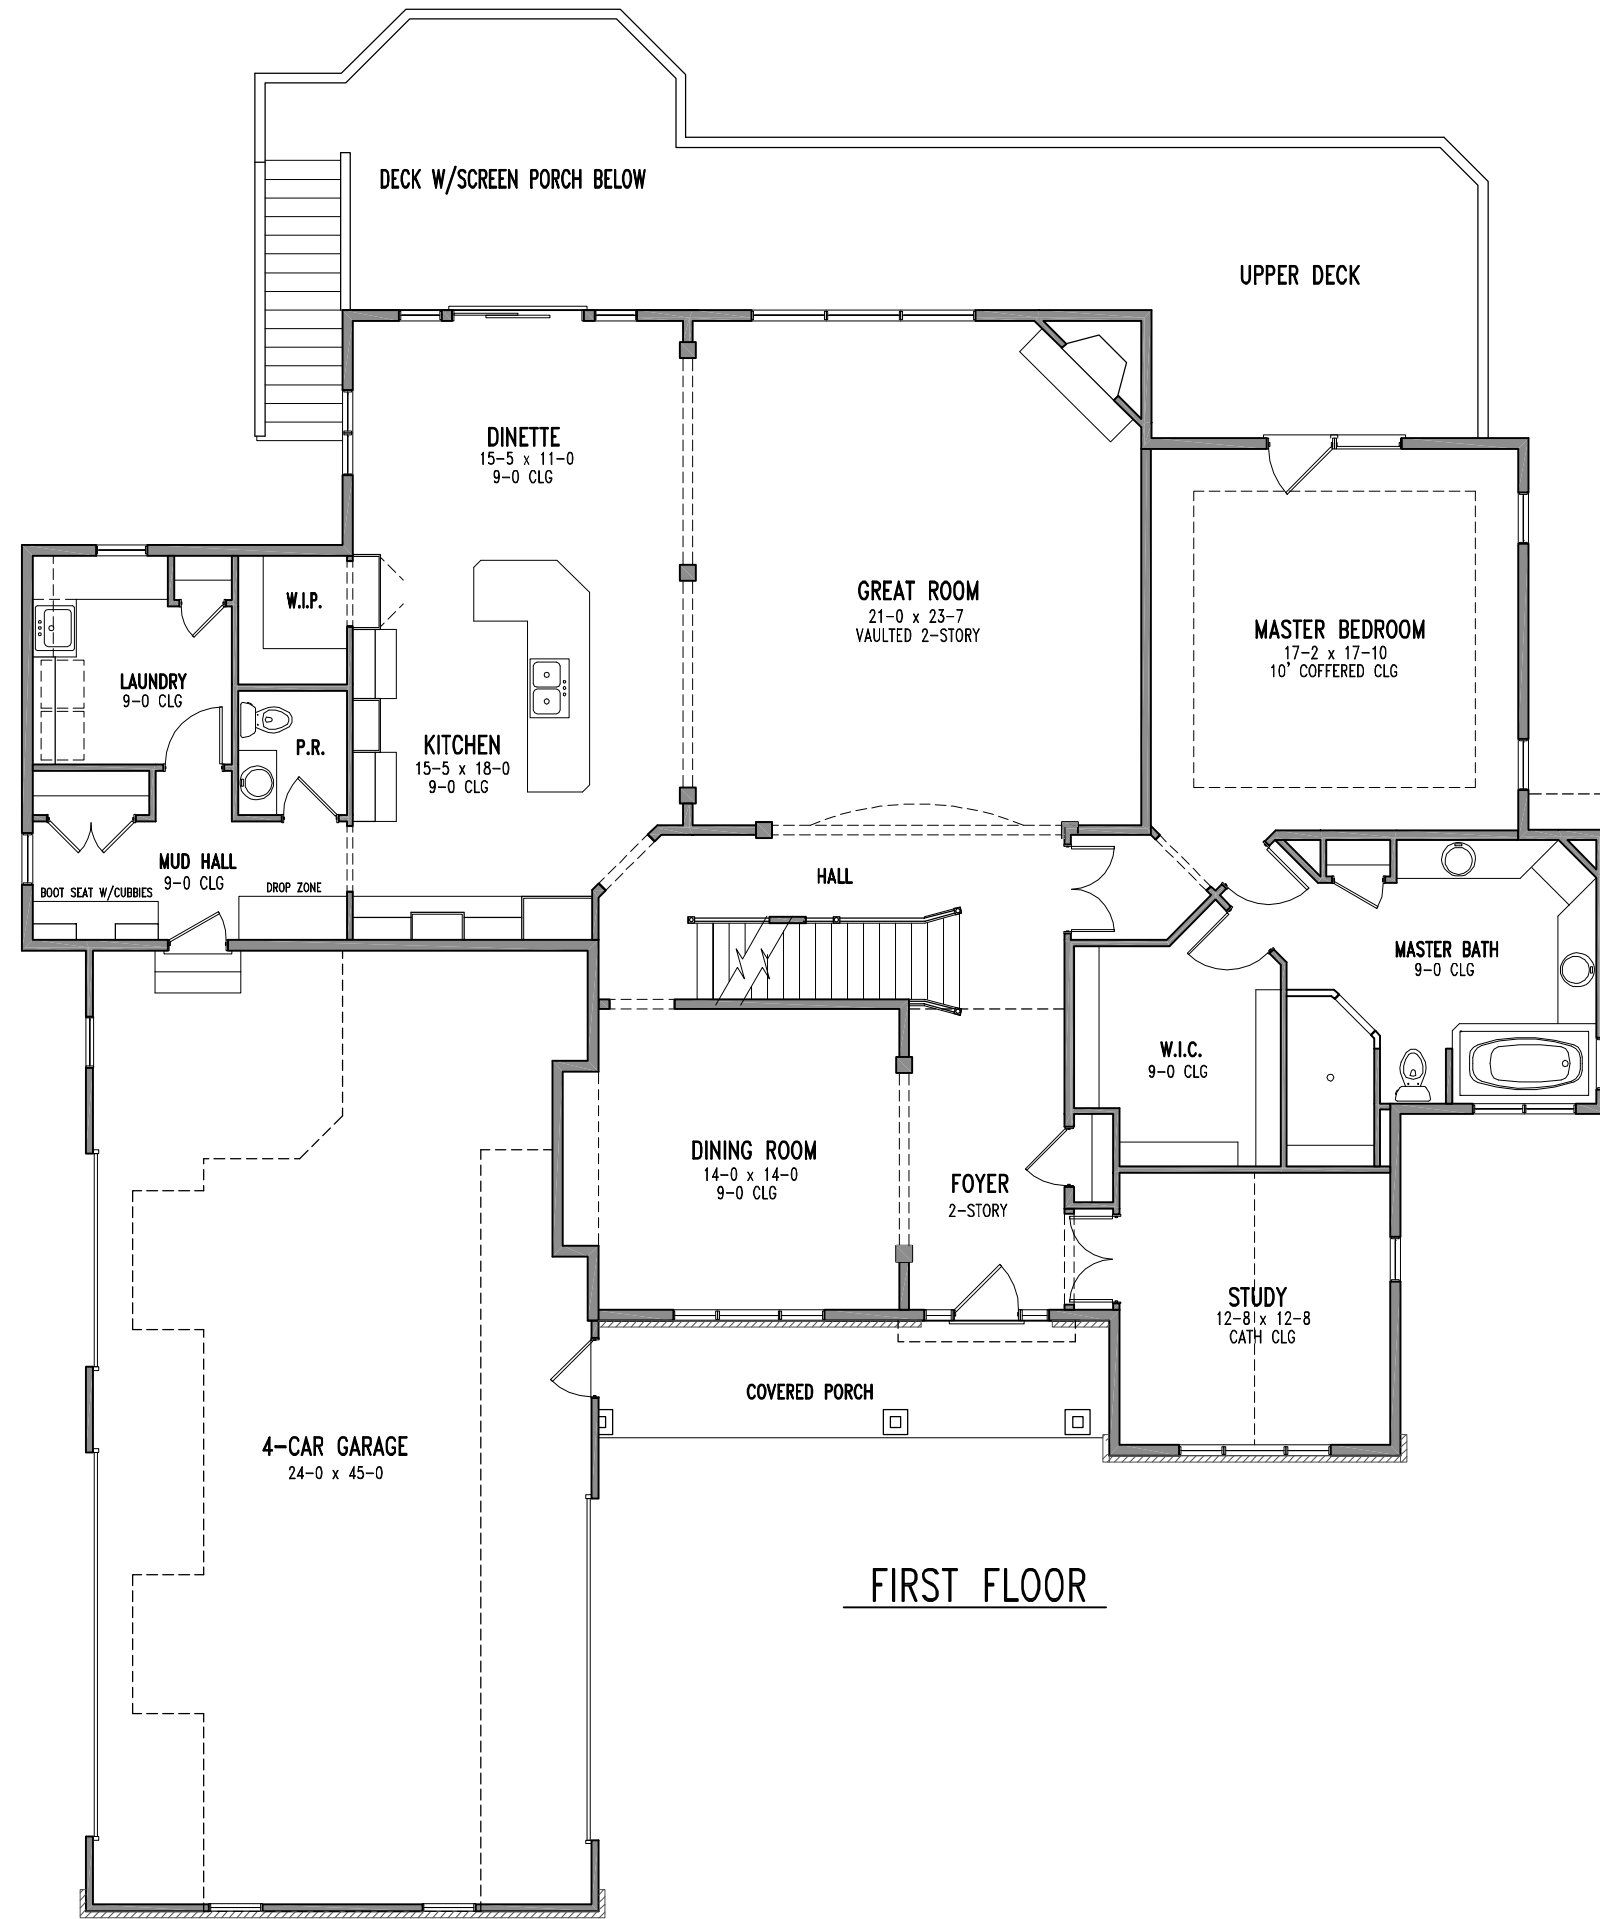 DECK W/SCREEN PORCH BELOW
UPPER DECK
DINETTE
15-5 x 11-0
9-0 CLG
GREAT ROOM
21-0 x 23-7
VAULTED 2-STORY
MASTER BEDROOM
17-2 x 17-10
10' COFFERED CLG
W.I.P.
LAUNDRY
9-0 CLG
P.R.
KITCHEN
15-5 x 18-0
9-0 CLG
MUD HALL
9-0 CLG
BOOT SEAT W/CUBBIES
DROP ZONE
HALL
MASTER BATH
9-0 CLG
W.I.C.
9-0 CLG
DINING ROOM
14-0 x 14-0
9-0 CLG
FOYER
2-STORY
STUDY
12-8 x 12-8
CATH CLG
COVERED PORCH
4-CAR GARAGE
24-0 x 45-0
FIRST FLOOR